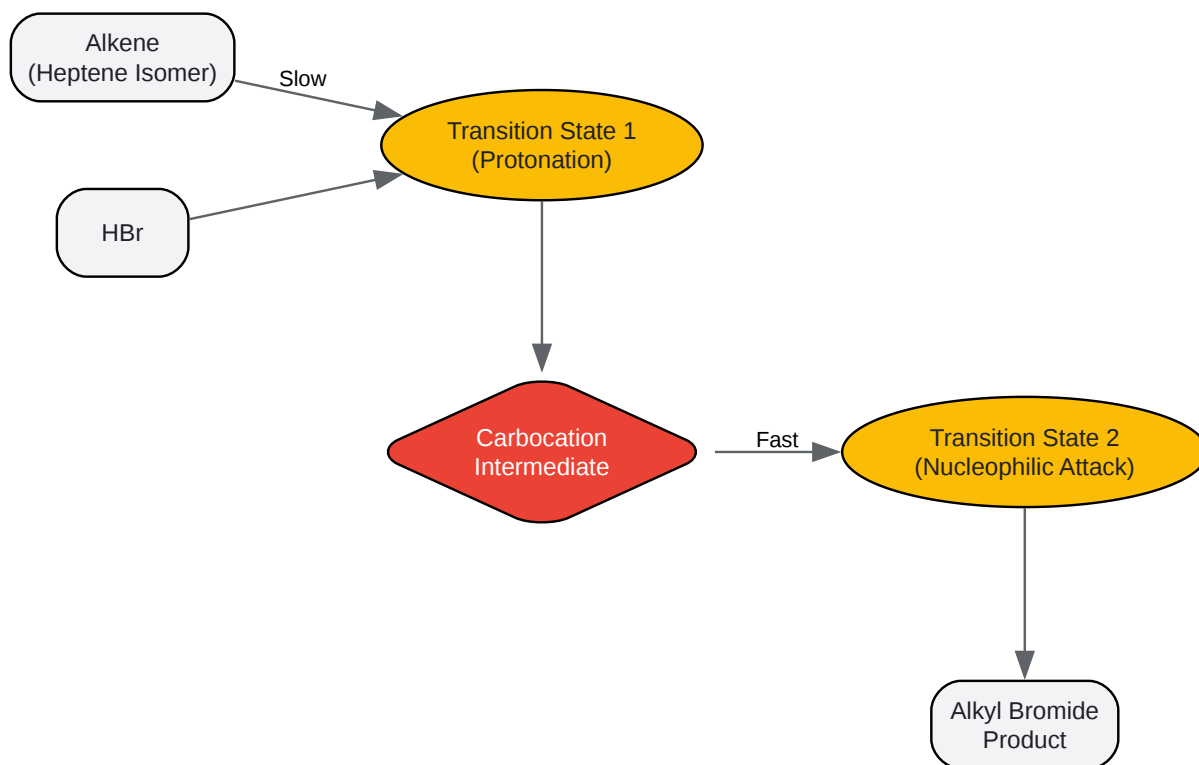 Alkene
(Heptene Isomer)
Slow
Transition State 1
(Protonation)
HBr
Carbocation
Intermediate
Fast
Transition State 2
(Nucleophilic Attack)
Alkyl Bromide
Product